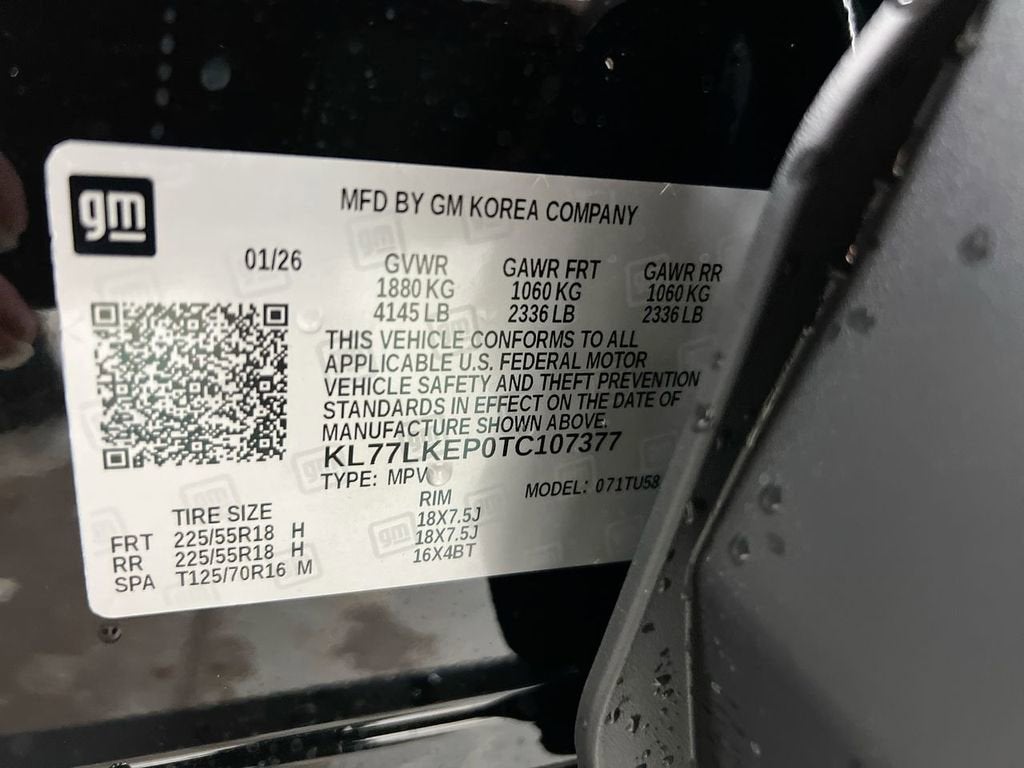 gm
MFD BY GM KOREA COMPANY
01/26
GVWR GAWR FRT GAWR RR
1880 KG 1060 KG 1060 KG
4145 LB 2336 LB 2336 LB
THIS VEHICLE CONFORMS TO ALL
APPLICABLE U.S. FEDERAL MOTOR
VEHICLE SAFETY AND THEFT PREVENTION
STANDARDS IN EFFECT ON THE DATE OF
MANUFACTURE SHOWN ABOVE.
KL77LKEP0TC107377
TYPE: MPV MODEL: 071TU58
TIRE SIZE RIM
FRT 225/55R18 H 18X7.5J
RR 225/55R18 H 18X7.5J
SPA T125/70R16 M 16X4BT